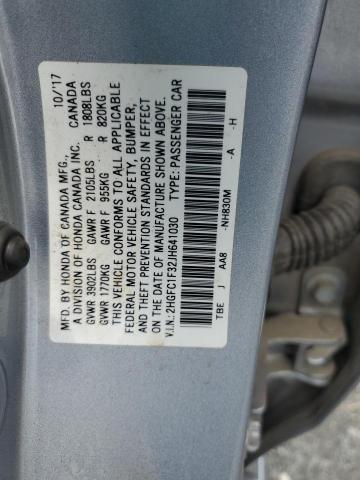 MFD. BY HONDA OF CANADA MFG., 10/17
A DIVISION OF HONDA CANADA INC. CANADA
GVWR 3902LBS GAWR F 2105LBS R 1808LBS
GVWR 1770KG GAWR F 955KG R 820KG
THIS VEHICLE CONFORMS TO ALL APPLICABLE
FEDERAL MOTOR VEHICLE SAFETY, BUMPER,
AND THEFT PREVENTION STANDARDS IN EFFECT
ON THE DATE OF MANUFACTURE SHOWN ABOVE.
V.I.N.: 2HGFC1F32JH641030 TYPE: PASSENGER CAR
TBE J AA8 -NH830M -A -H